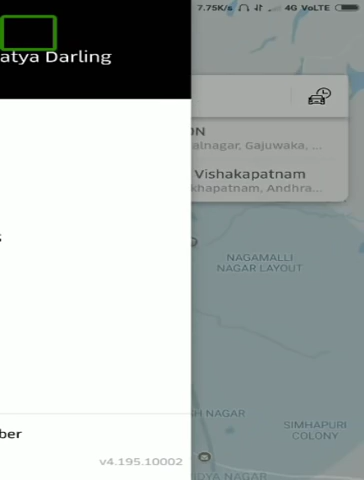 7.75K/s 4G VoLTE
atya Darling
alnagar, Gajuwaka, ...
Vishakapatnam
khapatnam, Andhra...
NAGAMALLI
NAGAR LAYOUT
NAGAR
SIMHAPURI
COLONY
ber
v4.195.10002
NAGAR